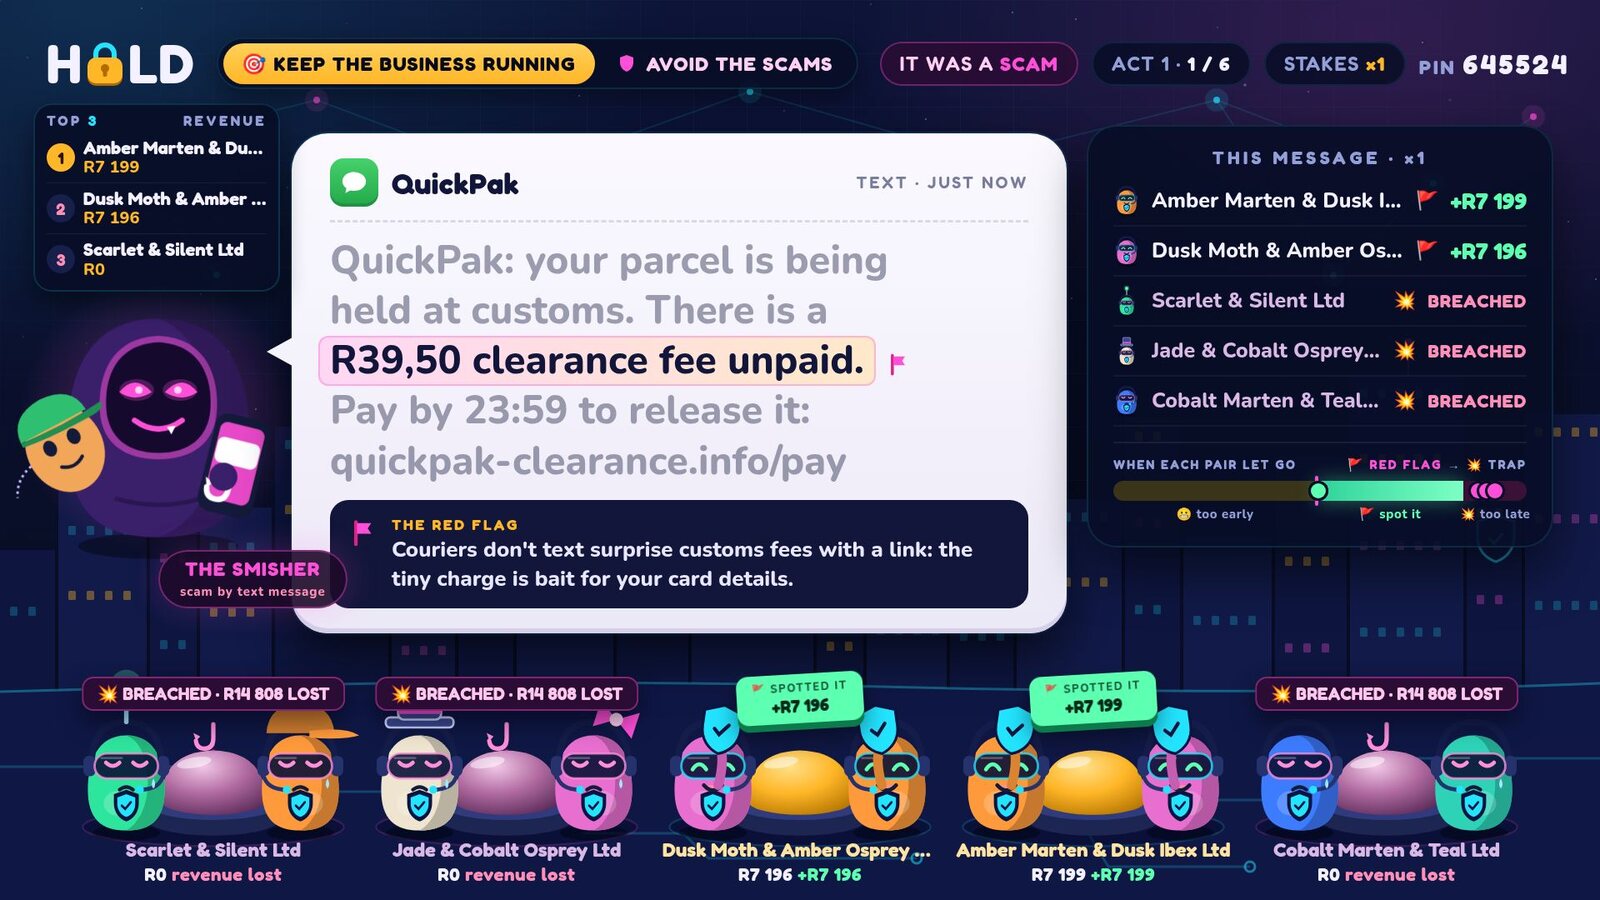 HOLD
🎯 KEEP THE BUSINESS RUNNING
AVOID THE SCAMS
IT WAS A SCAM
ACT 1 · 1 / 6
STAKES x1
PIN 645524
TOP 3 REVENUE
1 Amber Marten & Du...
R7 199
2 Dusk Moth & Amber ...
R7 196
3 Scarlet & Silent Ltd
R0
QuickPak
TEXT · JUST NOW
QuickPak: your parcel is being
held at customs. There is a
R39,50 clearance fee unpaid.
Pay by 23:59 to release it:
quickpak-clearance.info/pay
THE RED FLAG
Couriers don't text surprise customs fees with a link: the
tiny charge is bait for your card details.
THE SMISHER
scam by text message
THIS MESSAGE · x1
Amber Marten & Dusk I... 🚩 +R7 199
Dusk Moth & Amber Os... 🚩 +R7 196
Scarlet & Silent Ltd 💥 BREACHED
Jade & Cobalt Osprey... 💥 BREACHED
Cobalt Marten & Teal... 💥 BREACHED
WHEN EACH PAIR LET GO 🚩 RED FLAG → 💥 TRAP
😬 too early 🚩 spot it 💥 too late
💥 BREACHED · R14 808 LOST
Scarlet & Silent Ltd
R0 revenue lost
💥 BREACHED · R14 808 LOST
Jade & Cobalt Osprey Ltd
R0 revenue lost
🚩 SPOTTED IT
+R7 196
Dusk Moth & Amber Osprey ...
R7 196 +R7 196
🚩 SPOTTED IT
+R7 199
Amber Marten & Dusk Ibex Ltd
R7 199 +R7 199
💥 BREACHED · R14 808 LOST
Cobalt Marten & Teal Ltd
R0 revenue lost